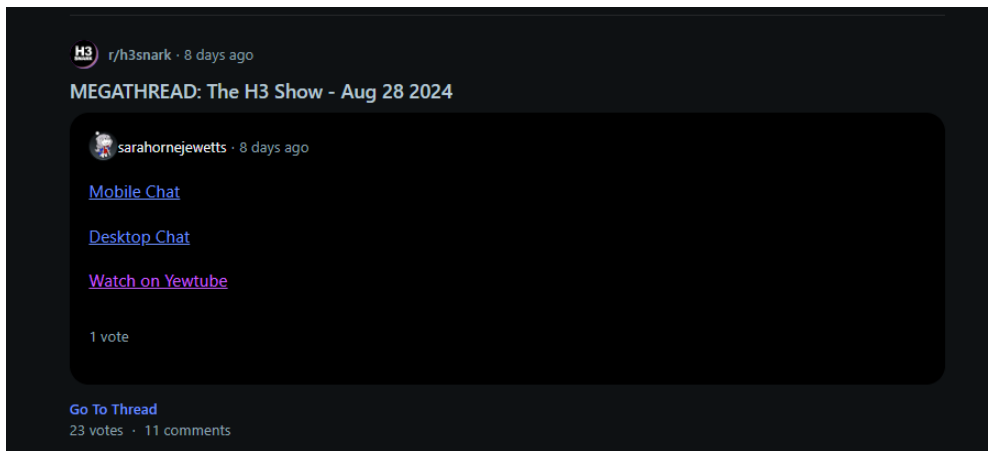 H3
SNARK
r/h3snark · 8 days ago
MEGATHREAD: The H3 Show - Aug 28 2024
sarahornejewetts · 8 days ago
Mobile Chat
Desktop Chat
Watch on Yewtube
1 vote
Go To Thread
23 votes · 11 comments